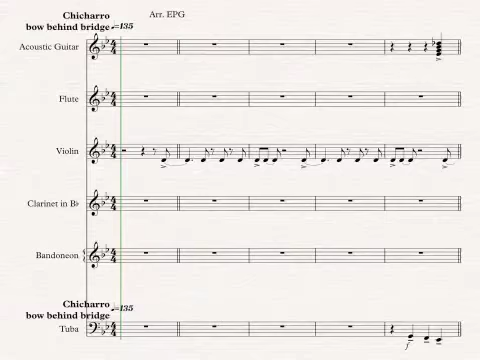 Chicharro
bow behind bridge ♩=135
Arr. EPG
Acoustic Guitar
Flute
Violin
Clarinet in B♭
Bandoneon
Chicharro
bow behind bridge ♩=135
Tuba
f